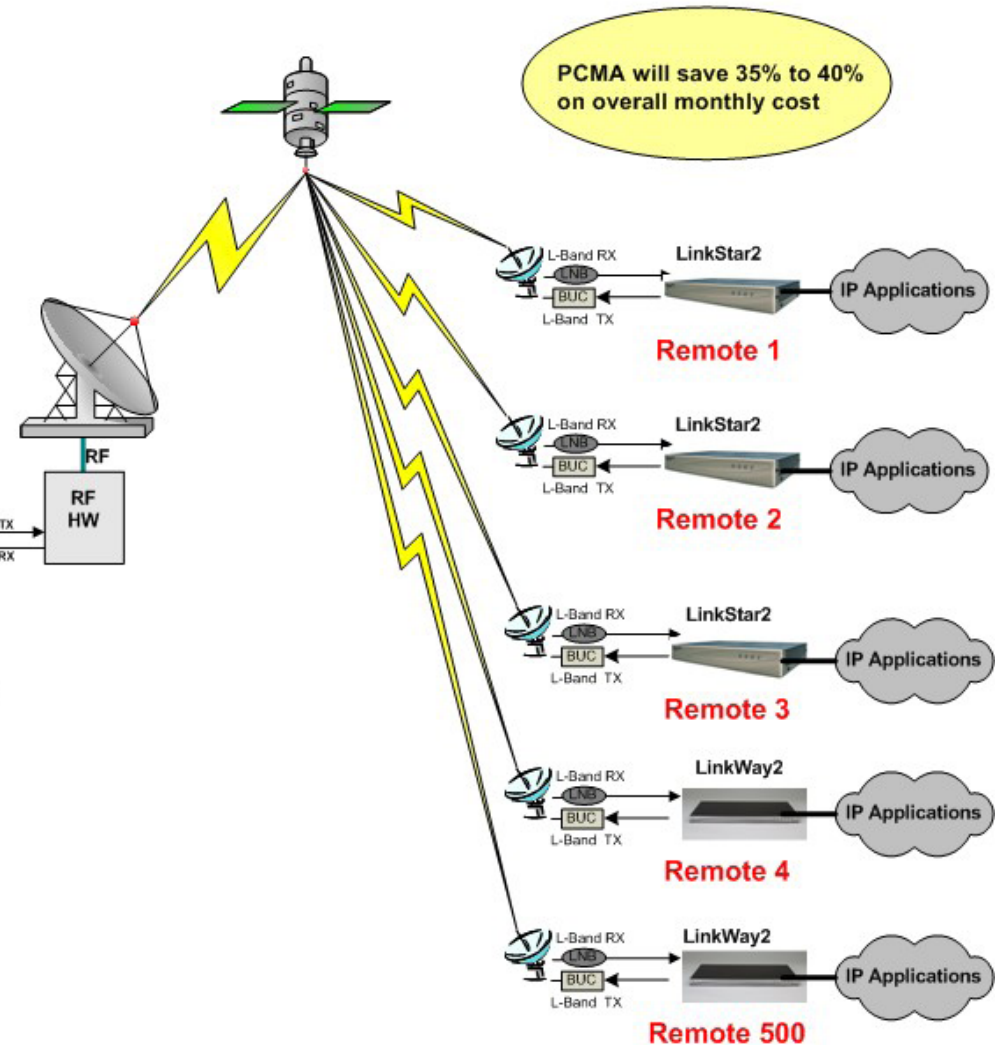 PCMA will save 35% to 40%
on overall monthly cost
L-Band RX
LNB
BUC
L-Band TX
LinkStar2
IP Applications
Remote 1
L-Band RX
LNB
BUC
L-Band TX
LinkStar2
IP Applications
Remote 2
RF
RF
HW
TX
RX
L-Band RX
LNB
BUC
L-Band TX
LinkStar2
IP Applications
Remote 3
L-Band RX
LNB
BUC
L-Band TX
LinkWay2
IP Applications
Remote 4
L-Band RX
LNB
BUC
L-Band TX
LinkWay2
IP Applications
Remote 500